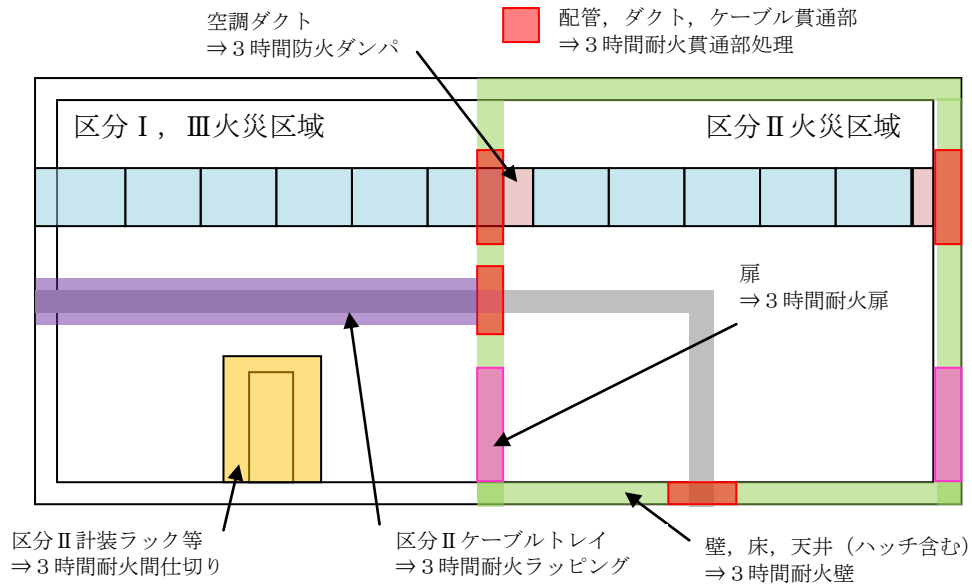 空調ダクト
⇒３時間防火ダンパ
配管，ダクト，ケーブル貫通部
⇒３時間耐火貫通部処理
区分Ⅰ，Ⅲ火災区域
区分Ⅱ火災区域
扉
⇒３時間耐火扉
区分Ⅱ計装ラック等
⇒３時間耐火間仕切り
区分Ⅱケーブルトレイ
⇒３時間耐火ラッピング
壁，床，天井（ハッチ含む）
⇒３時間耐火壁